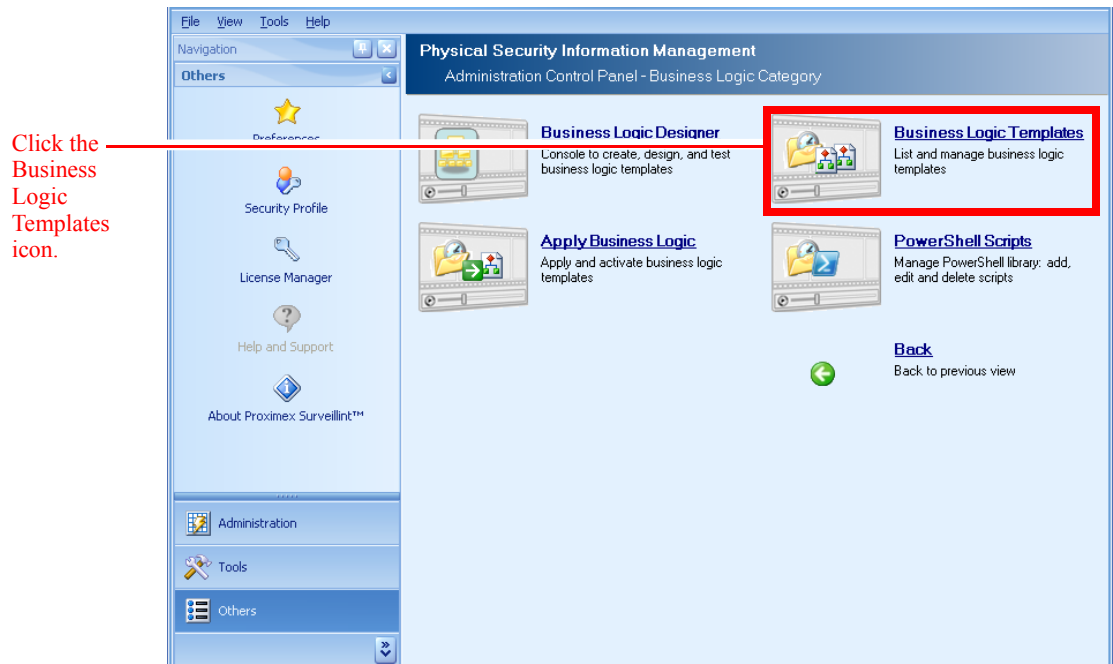 File View Tools Help
Navigation
Others
Preferences
Security Profile
License Manager
Help and Support
About Proximex Surveillint™
Administration
Tools
Others
Physical Security Information Management
Administration Control Panel - Business Logic Category
Business Logic Designer
Console to create, design, and test
business logic templates
Business Logic Templates
List and manage business logic
templates
Apply Business Logic
Apply and activate business logic
templates
PowerShell Scripts
Manage PowerShell library: add,
edit and delete scripts
Back
Back to previous view
Click the
Business
Logic
Templates
icon.